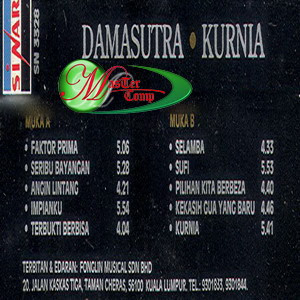 SINAR
SN 3328
DAMASUTRA • KURNIA
MasTer
Comp
MUKA A
• FAKTOR PRIMA 5.06
• SERIBU BAYANGAN 5.28
• ANGIN LINTANG 4.21
• IMPIANKU 5.54
• TERBUKTI BERBISA 4.04
MUKA B
• SELAMBA 4.33
• SUFI 5.53
• PILIHAN KITA BERBEZA 4.40
• KEKASIH GUA YANG BARU 4.46
• KURNIA 5.41
TERBITAN & EDARAN: PONGLIN MUSICAL SDN BHD
20, JALAN KASKAS TIGA, TAMAN CHERAS, 56100 KUALA LUMPUR. TEL: 9301833, 9301844.